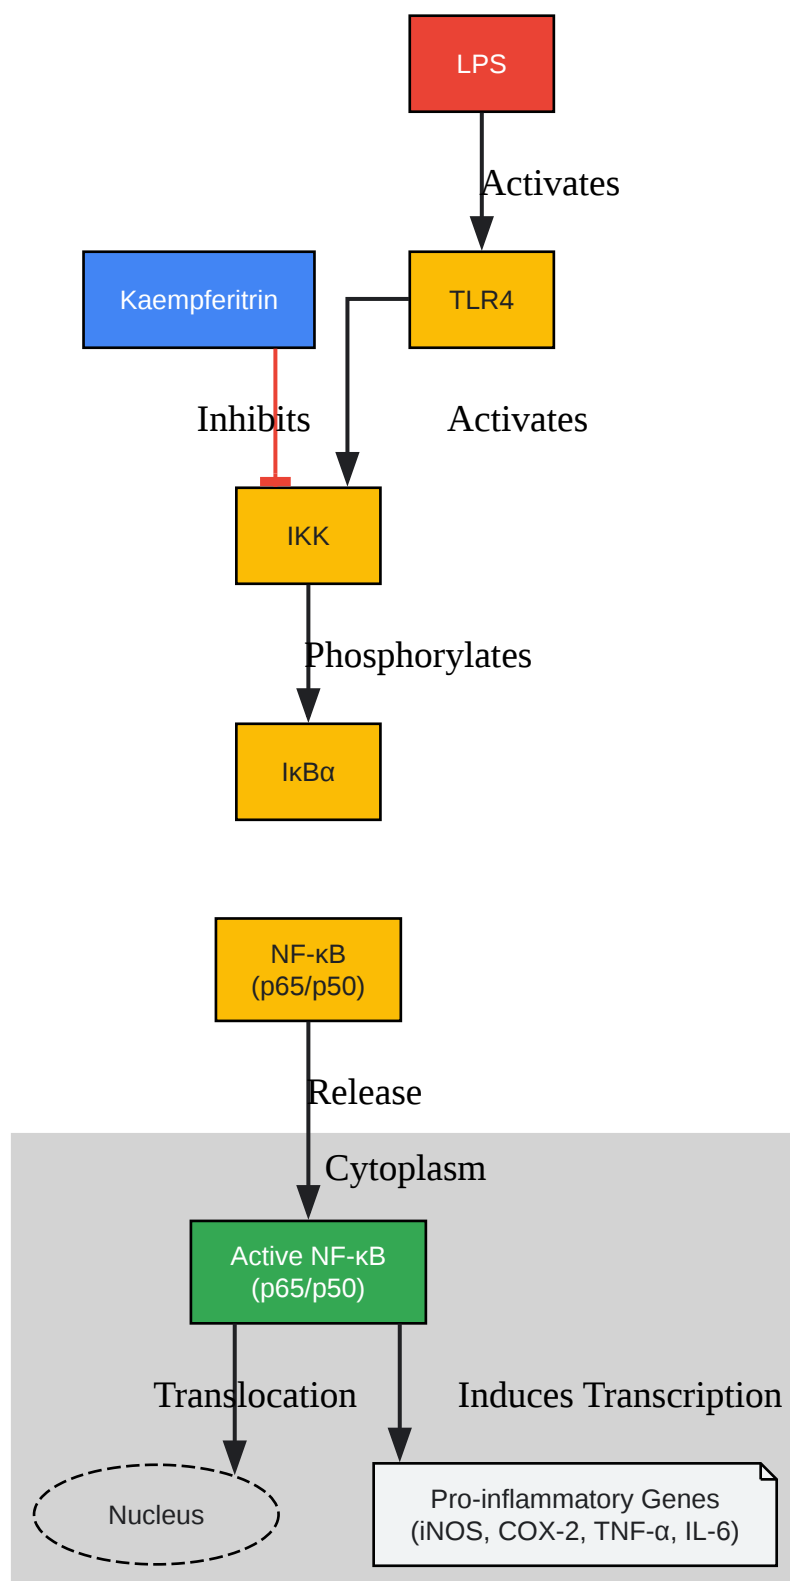 LPS
Activates
Kaempferitrin
TLR4
Inhibits
Activates
IKK
Phosphorylates
IκBα
NF-κB
(p65/p50)
Release
Cytoplasm
Active NF-κB
(p65/p50)
Translocation
Induces Transcription
Nucleus
Pro-inflammatory Genes
(iNOS, COX-2, TNF-α, IL-6)